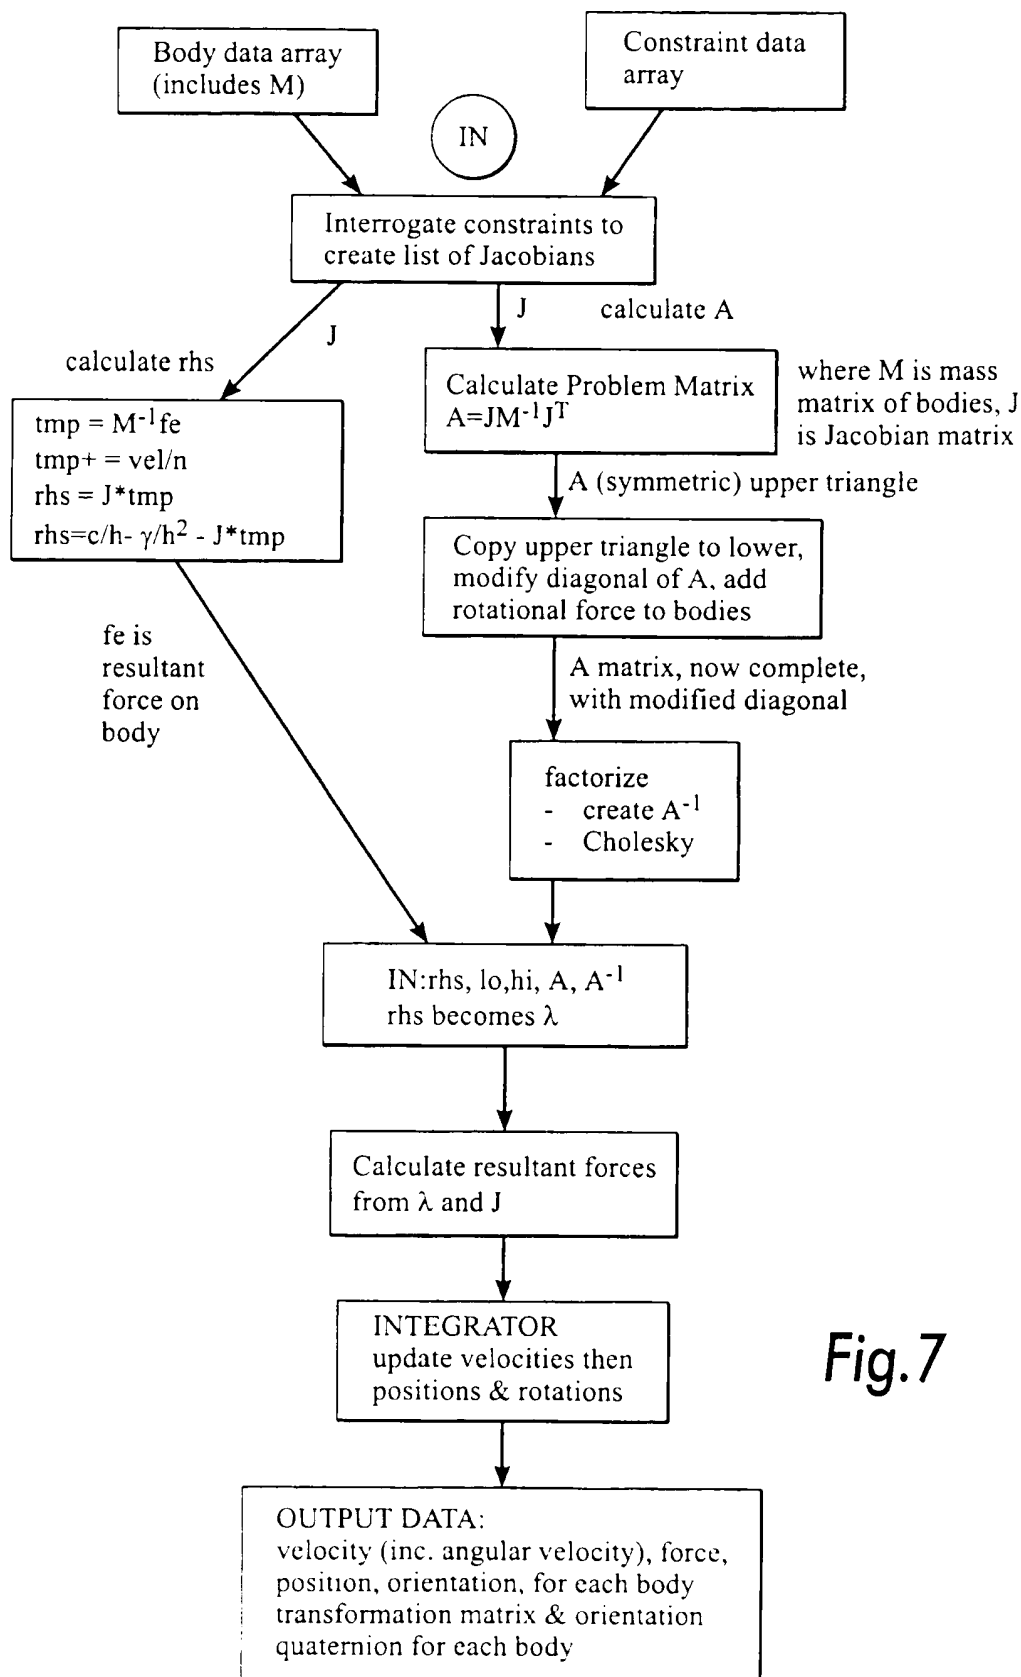 Body data array
(includes M)
Constraint data
array
IN
Interrogate constraints to
create list of Jacobians
J
J
calculate A
calculate rhs
tmp = M⁻¹fe
tmp+ = vel/n
rhs = J*tmp
rhs=c/h- γ/h² - J*tmp
Calculate Problem Matrix
A=JM⁻¹Jᵀ
where M is mass
matrix of bodies, J
is Jacobian matrix
A (symmetric) upper triangle
Copy upper triangle to lower,
modify diagonal of A, add
rotational force to bodies
fe is
resultant
force on
body
A matrix, now complete,
with modified diagonal
factorize
- create A⁻¹
- Cholesky
IN:rhs, lo,hi, A, A⁻¹
rhs becomes λ
Calculate resultant forces
from λ and J
INTEGRATOR
update velocities then
positions & rotations
Fig.7
OUTPUT DATA:
velocity (inc. angular velocity), force,
position, orientation, for each body
transformation matrix & orientation
quaternion for each body